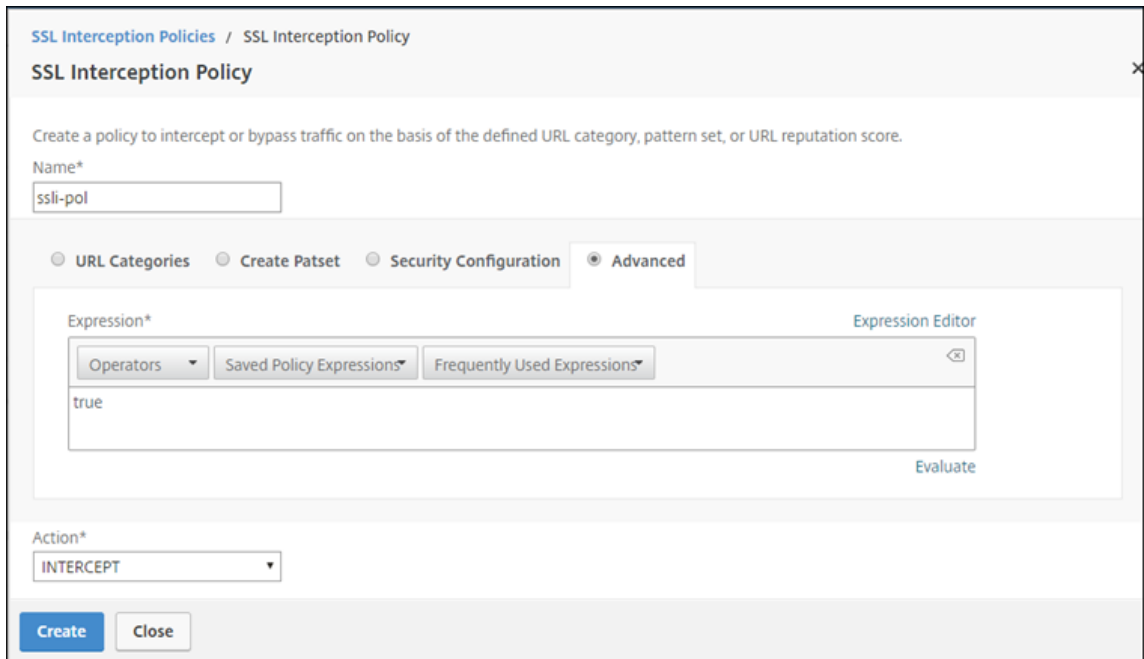 SSL Interception Policies / SSL Interception Policy
SSL Interception Policy
Create a policy to intercept or bypass traffic on the basis of the defined URL category, pattern set, or URL reputation score.
Name*
ssli-pol
URL Categories Create Patset Security Configuration Advanced
Expression* Expression Editor
Operators Saved Policy Expressions Frequently Used Expressions
true
Evaluate
Action*
INTERCEPT
Create Close